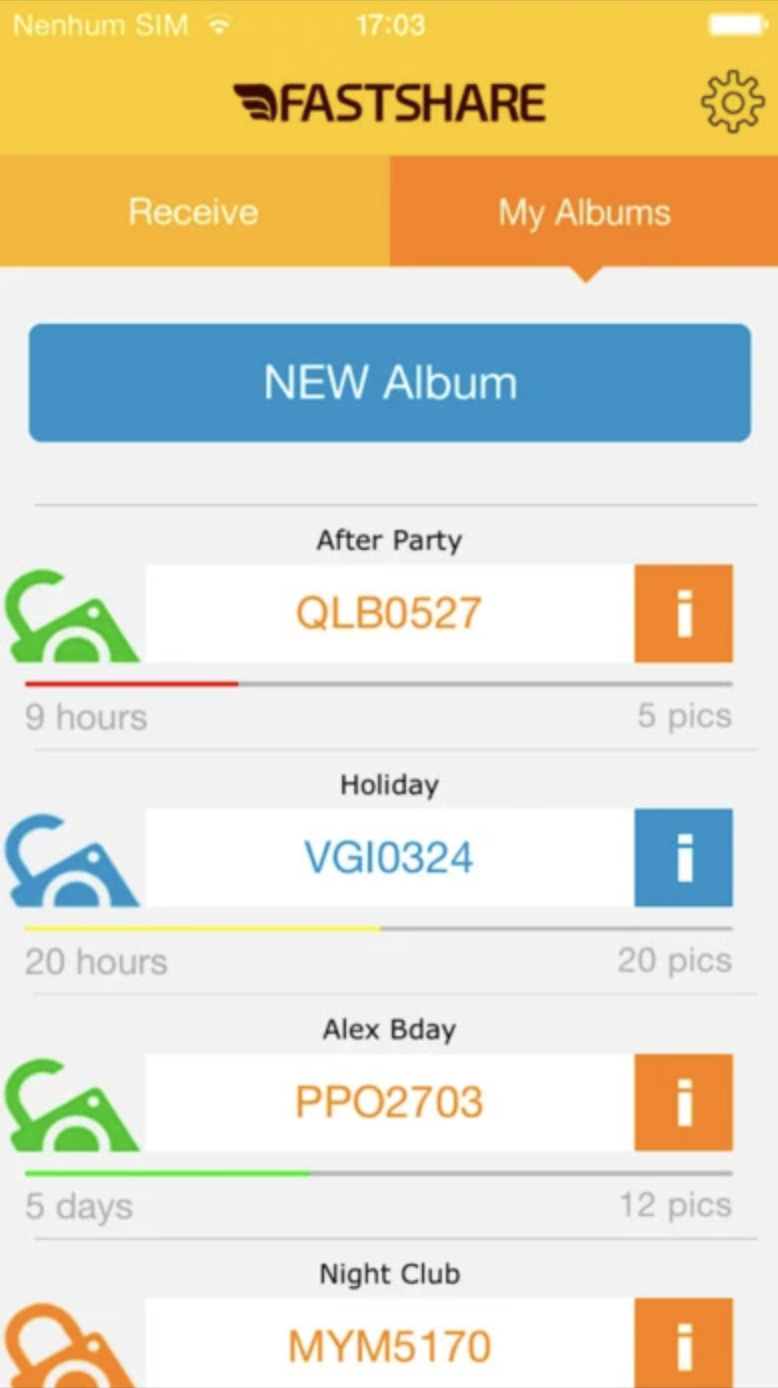 Nenhum SIM 17:03
FASTSHARE
Receive My Albums
NEW Album
After Party
QLB0527 i
9 hours 5 pics
Holiday
VGI0324 i
20 hours 20 pics
Alex Bday
PPO2703 i
5 days 12 pics
Night Club
MYM5170 i